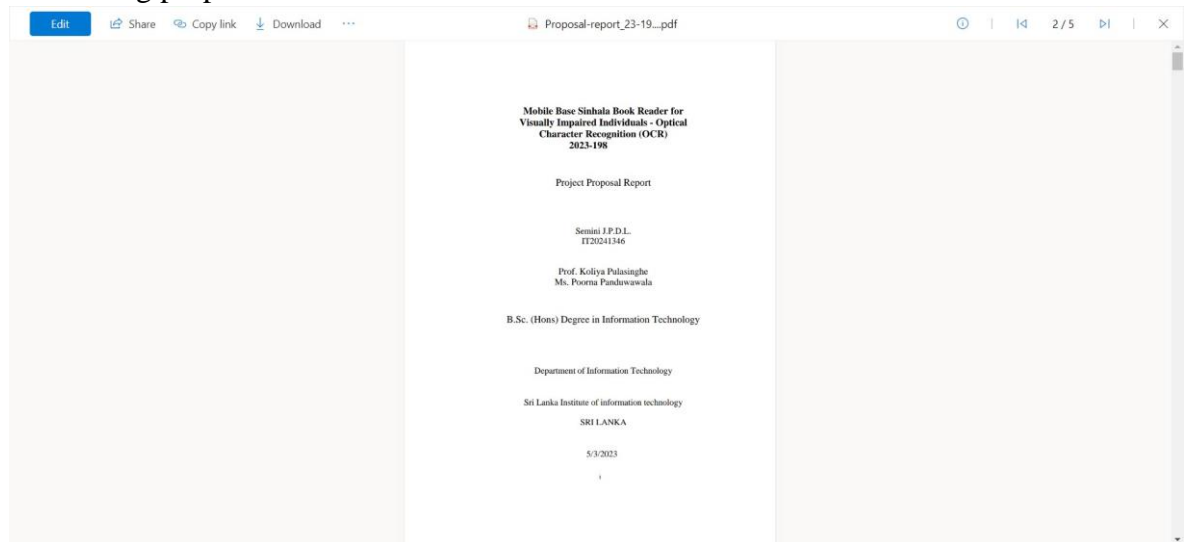 Edit Share Copy link Download ... Proposal-report_23-19....pdf 2 / 5
Mobile Base Sinhala Book Reader for
Visually Impaired Individuals - Optical
Character Recognition (OCR)
2023-198
Project Proposal Report
Semini J.P.D.L.
IT20241346
Prof. Koliya Pulasinghe
Ms. Poorna Panduwawala
B.Sc. (Hons) Degree in Information Technology
Department of Information Technology
Sri Lanka Institute of information technology
SRI LANKA
5/3/2023